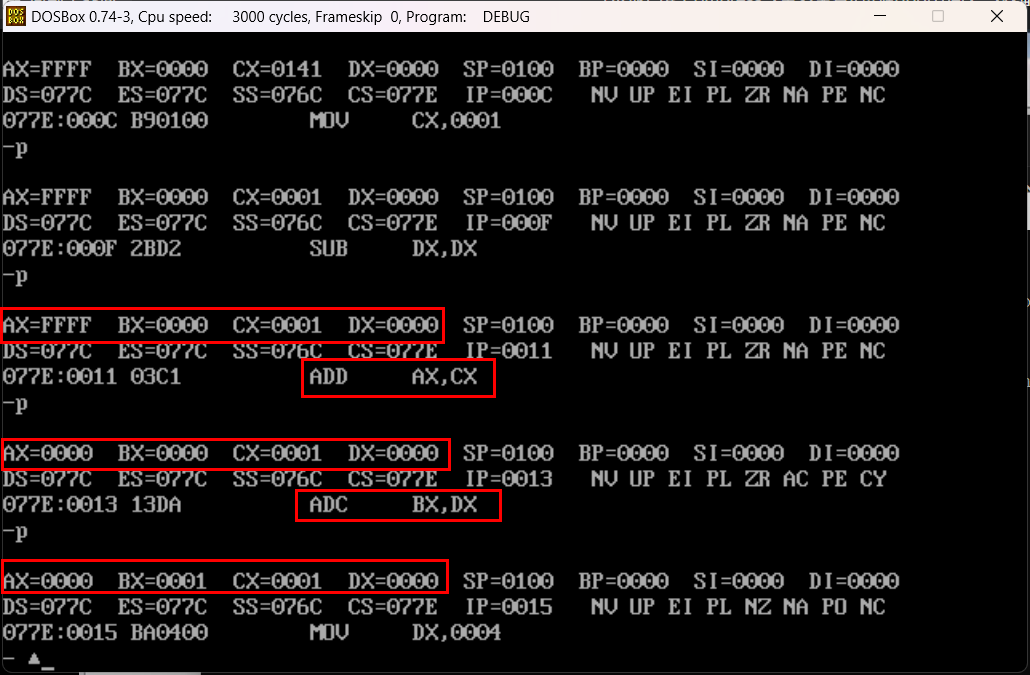 DOSBox 0.74-3, Cpu speed: 3000 cycles, Frameskip 0, Program: DEBUG
AX=FFFF BX=0000 CX=0141 DX=0000 SP=0100 BP=0000 SI=0000 DI=0000
DS=077C ES=077C SS=076C CS=077E IP=000C NV UP EI PL ZR NA PE NC
077E:000C B90100 MOV CX,0001
-p
AX=FFFF BX=0000 CX=0001 DX=0000 SP=0100 BP=0000 SI=0000 DI=0000
DS=077C ES=077C SS=076C CS=077E IP=000F NV UP EI PL ZR NA PE NC
077E:000F 2BD2 SUB DX,DX
-p
AX=FFFF BX=0000 CX=0001 DX=0000 SP=0100 BP=0000 SI=0000 DI=0000
DS=077C ES=077C SS=076C CS=077E IP=0011 NV UP EI PL ZR NA PE NC
077E:0011 03C1 ADD AX,CX
-p
AX=0000 BX=0000 CX=0001 DX=0000 SP=0100 BP=0000 SI=0000 DI=0000
DS=077C ES=077C SS=076C CS=077E IP=0013 NV UP EI PL ZR AC PE CY
077E:0013 13DA ADC BX,DX
-p
AX=0000 BX=0001 CX=0001 DX=0000 SP=0100 BP=0000 SI=0000 DI=0000
DS=077C ES=077C SS=076C CS=077E IP=0015 NV UP EI PL NZ NA PO NC
077E:0015 BA0400 MOV DX,0004
- ▲_